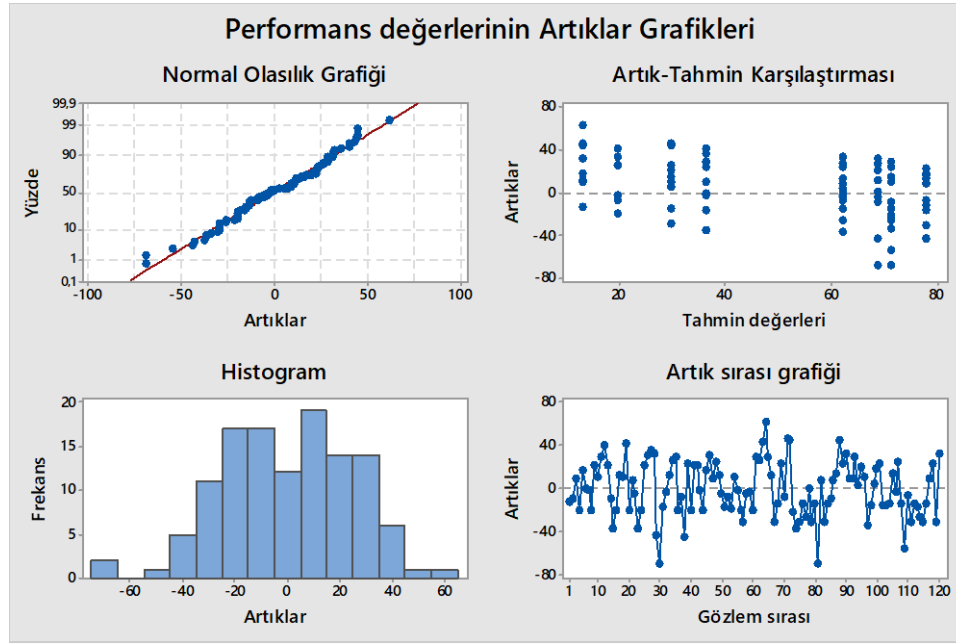 Performans değerlerinin Artıklar Grafikleri
Normal Olasılık Grafiği
99,9
99
90
50
10
1
0,1
Yüzde
-100 -50 0 50 100
Artıklar
Artık-Tahmin Karşılaştırması
80
40
0
-40
-80
Artıklar
20 40 60 80
Tahmin değerleri
Histogram
20
15
10
5
0
Frekans
-60 -40 -20 0 20 40 60
Artıklar
Artık sırası grafiği
80
40
0
-40
-80
Artıklar
1 10 20 30 40 50 60 70 80 90 100 110 120
Gözlem sırası